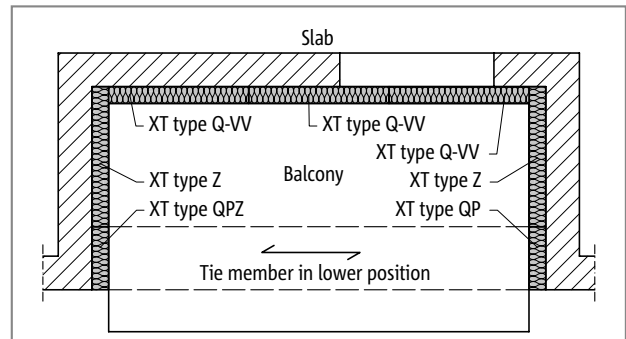 Slab
XT type Q-VV
XT type Q-VV
XT type Q-VV
XT type Z
Balcony
XT type Z
XT type QPZ
XT type QP
Tie member in lower position